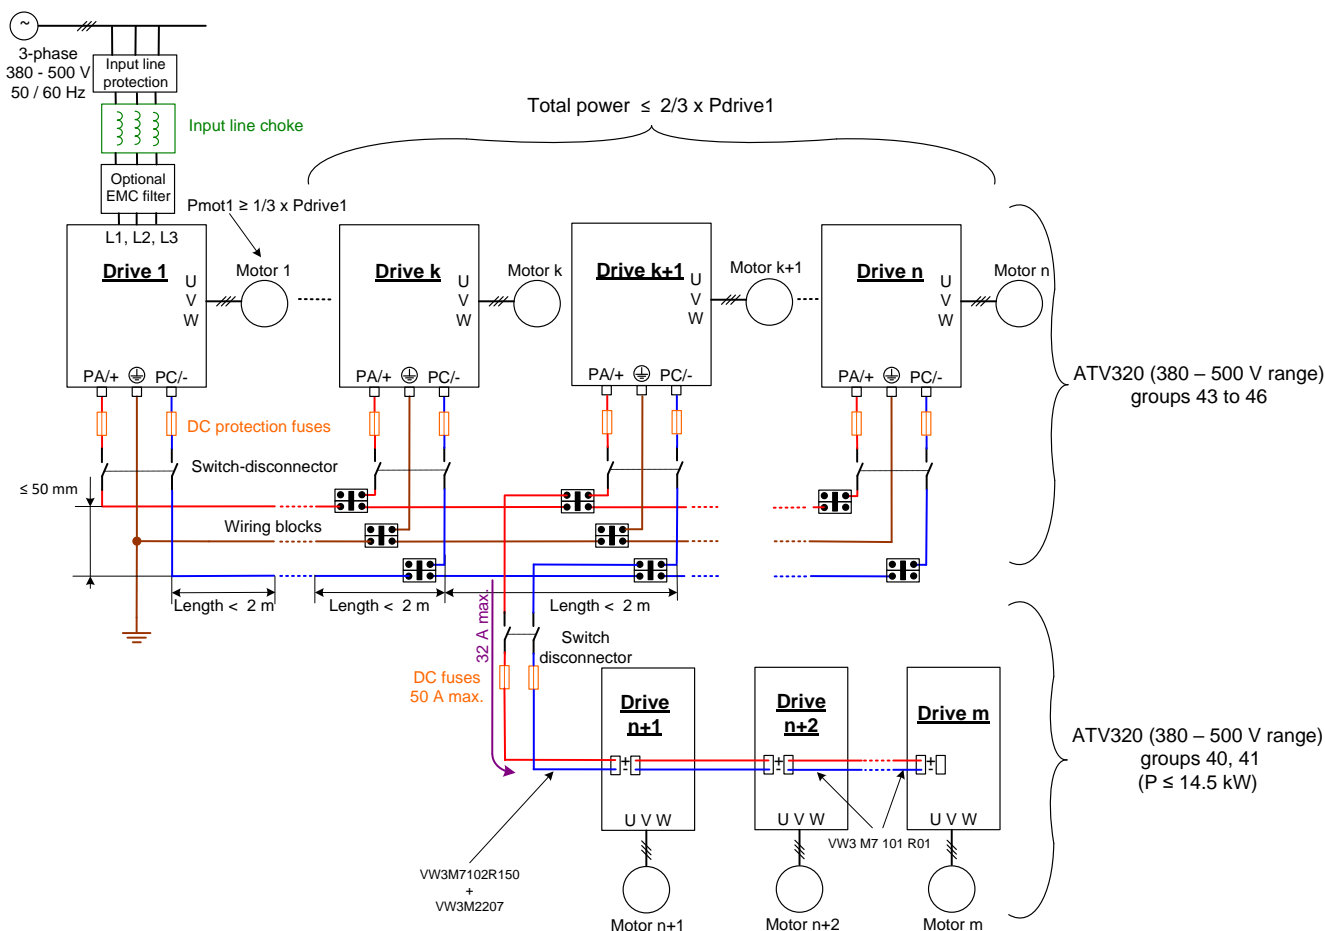 ~
3-phase
380 - 500 V
50 / 60 Hz
Input line
protection
Input line choke
Optional
EMC filter
Total power ≤ 2/3 x Pdrive1
Pmot1 ≥ 1/3 x Pdrive1
L1, L2, L3
Drive 1
U
V
W
Motor 1
PA/+
PC/-
Drive k
U
V
W
Motor k
PA/+
PC/-
Drive k+1
U
V
W
Motor k+1
PA/+
PC/-
Drive n
U
V
W
Motor n
PA/+
PC/-
ATV320 (380 – 500 V range)
groups 43 to 46
DC protection fuses
Switch-disconnector
≤ 50 mm
Wiring blocks
Length < 2 m
Length < 2 m
Length < 2 m
32 A max.
Switch
disconnector
DC fuses
50 A max.
Drive
n+1
+
-
U V W
Motor n+1
Drive
n+2
+
-
U V W
Motor n+2
Drive m
+
-
U V W
Motor m
VW3M7102R150
+
VW3M2207
VW3 M7 101 R01
ATV320 (380 – 500 V range)
groups 40, 41
(P ≤ 14.5 kW)